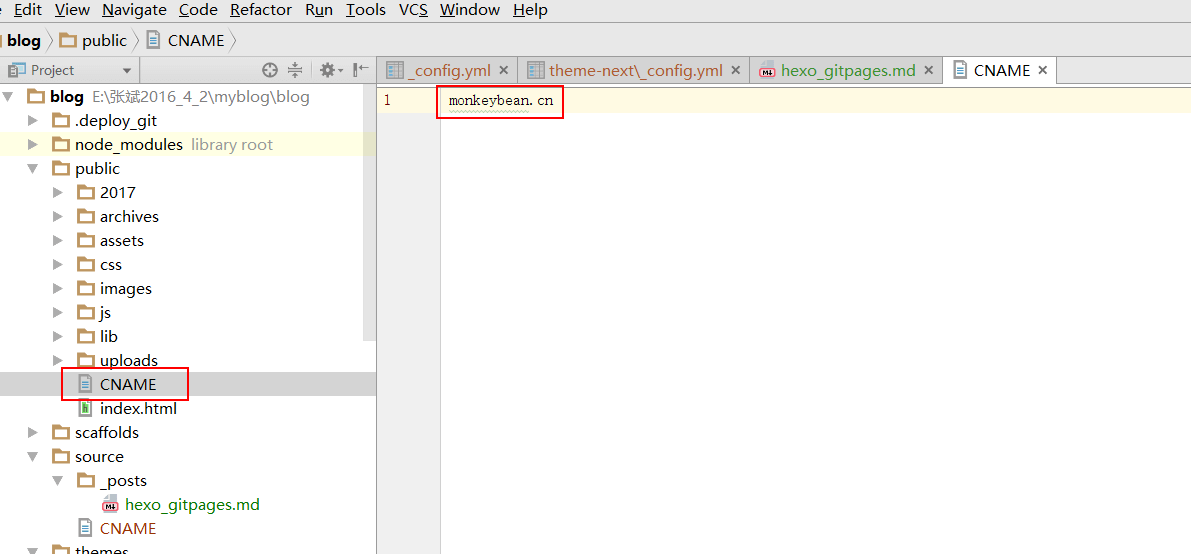 Edit View Navigate Code Refactor Run Tools VCS Window Help
blog public CNAME
Project
_config.yml theme-next\_config.yml hexo_gitpages.md CNAME
blog E:\张斌2016_4_2\myblog\blog
1 monkeybean.cn
.deploy_git
node_modules library root
public
2017
archives
assets
css
images
js
lib
uploads
CNAME
index.html
scaffolds
source
_posts
hexo_gitpages.md
CNAME
themes